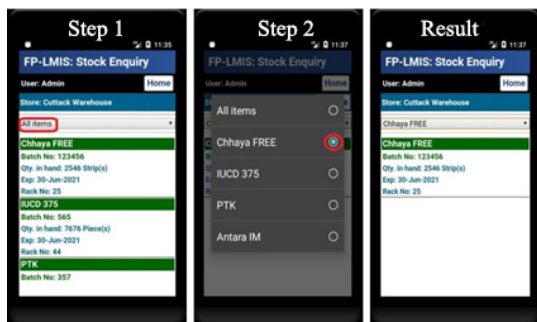 Step 1
11:35
FP-LMIS: Stock Enquiry
User: Admin
Home
Store: Cuttack Warehouse
All items
Chhaya FREE
Batch No: 123456
Qty. in hand: 2546 Strip(s)
Exp: 30-Jun-2021
Rack No: 25
IUCD 375
Batch No: 565
Qty. in hand: 7676 Piece(s)
Exp: 30-Jun-2021
Rack No: 44
PTK
Batch No: 357
Step 2
11:37
FP-LMIS: Stock Enquiry
User: Admin
Home
All items
Chhaya FREE
IUCD 375
PTK
Antara IM
Result
11:37
FP-LMIS: Stock Enquiry
User: Admin
Home
Store: Cuttack Warehouse
Chhaya FREE
Chhaya FREE
Batch No: 123456
Qty. in hand: 2546 Strip(s)
Exp: 30-Jun-2021
Rack No: 25